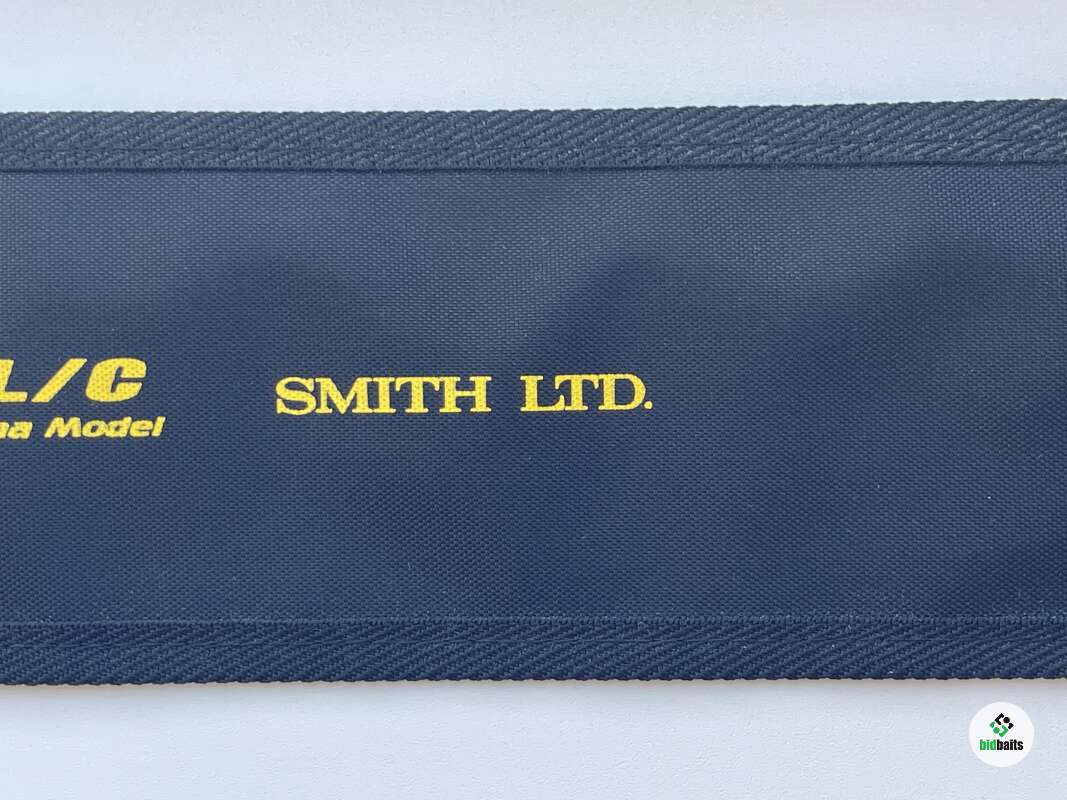 L/C
Model
SMITH LTD.
bidbaits